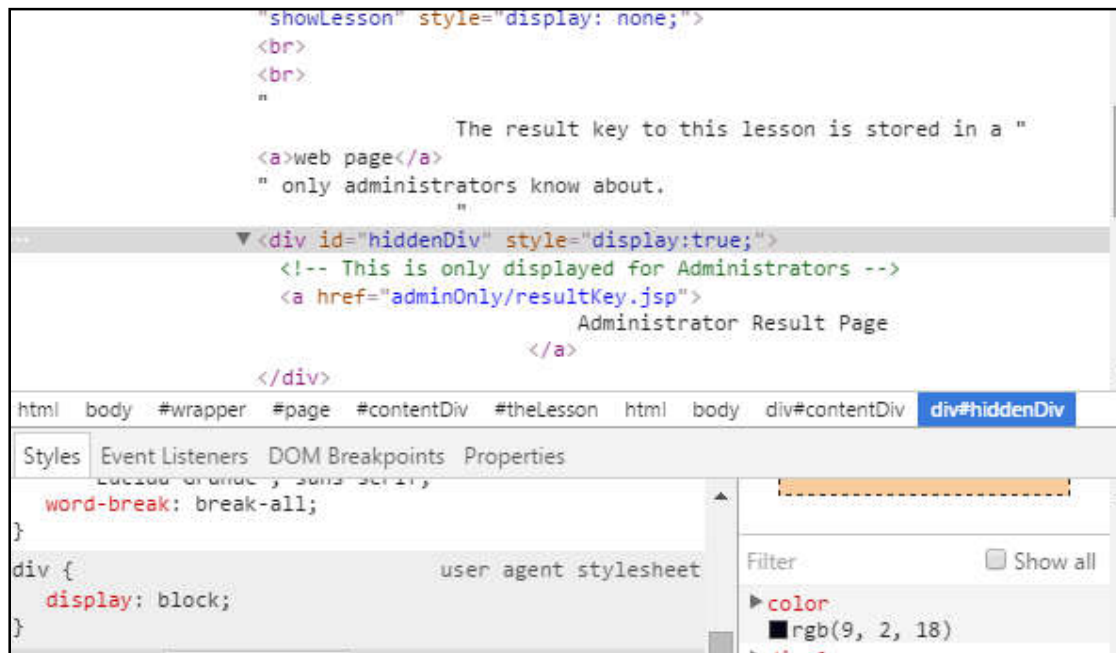 "showLesson" style="display: none;">
<br>
<br>
"
The result key to this lesson is stored in a "
<a>web page</a>
" only administrators know about.
"
▼<div id="hiddenDiv" style="display:true;">
<!-- This is only displayed for Administrators -->
<a href="adminOnly/resultKey.jsp">
Administrator Result Page
</a>
</div>
html body #wrapper #page #contentDiv #theLesson html body div#contentDiv div#hiddenDiv
Styles Event Listeners DOM Breakpoints Properties
word-break: break-all;
}
div { user agent stylesheet
display: block;
}
Filter Show all
▶color
rgb(9, 2, 18)